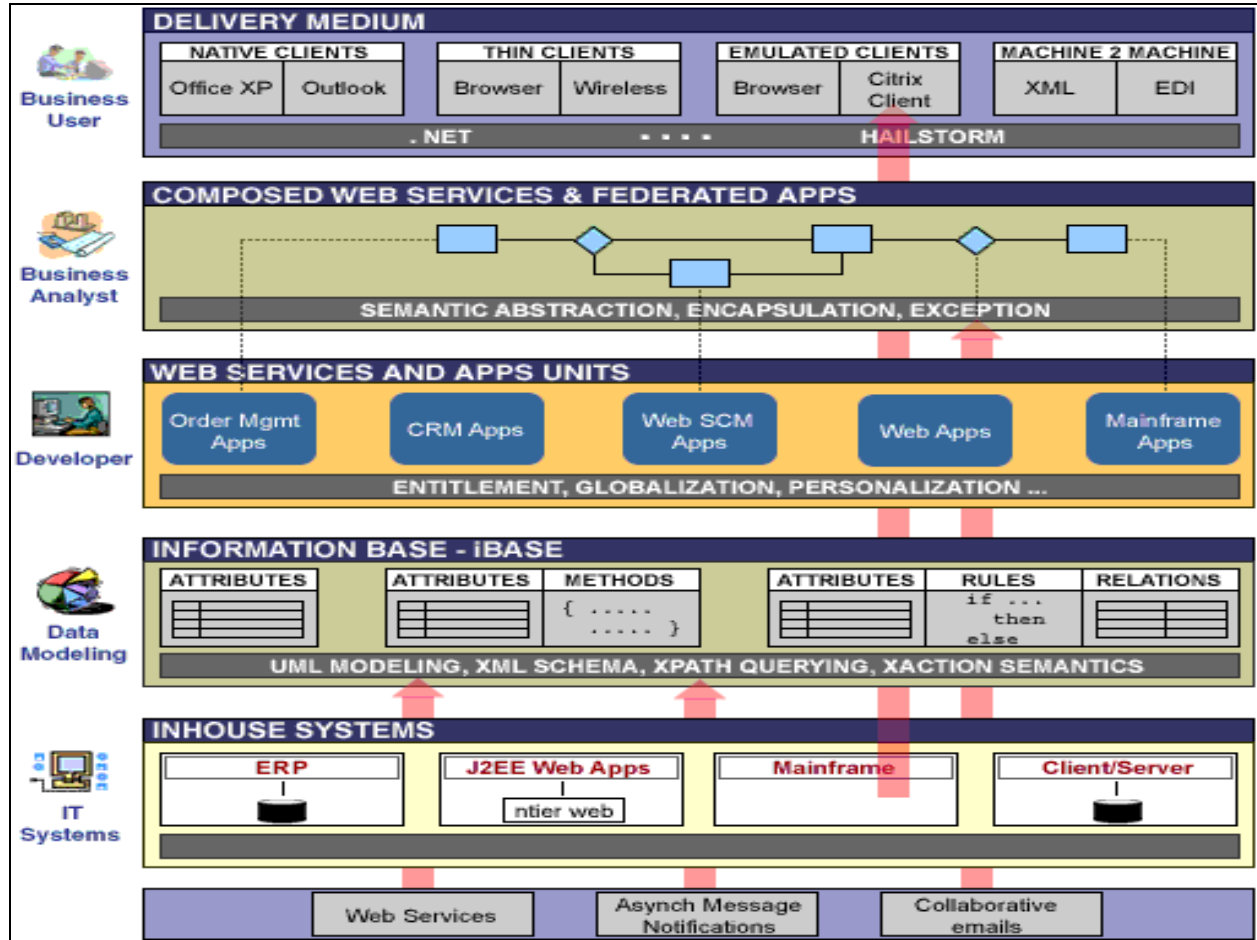 DELIVERY MEDIUM
NATIVE CLIENTS
Office XP
Outlook
THIN CLIENTS
Browser
Wireless
EMULATED CLIENTS
Browser
Citrix
Client
MACHINE 2 MACHINE
XML
EDI
. NET
. . . .
HAILSTORM
Business
User
COMPOSED WEB SERVICES & FEDERATED APPS
SEMANTIC ABSTRACTION, ENCAPSULATION, EXCEPTION
Business
Analyst
WEB SERVICES AND APPS UNITS
Order Mgmt
Apps
CRM Apps
Web SCM
Apps
Web Apps
Mainframe
Apps
ENTITLEMENT, GLOBALIZATION, PERSONALIZATION ...
Developer
INFORMATION BASE - iBASE
ATTRIBUTES
ATTRIBUTES
METHODS
{ .....
..... }
ATTRIBUTES
RULES
if ...
then
else
RELATIONS
UML MODELING, XML SCHEMA, XPATH QUERYING, XACTION SEMANTICS
Data
Modeling
INHOUSE SYSTEMS
ERP
J2EE Web Apps
ntier web
Mainframe
Client/Server
IT
Systems
Web Services
Asynch Message
Notifications
Collaborative
emails